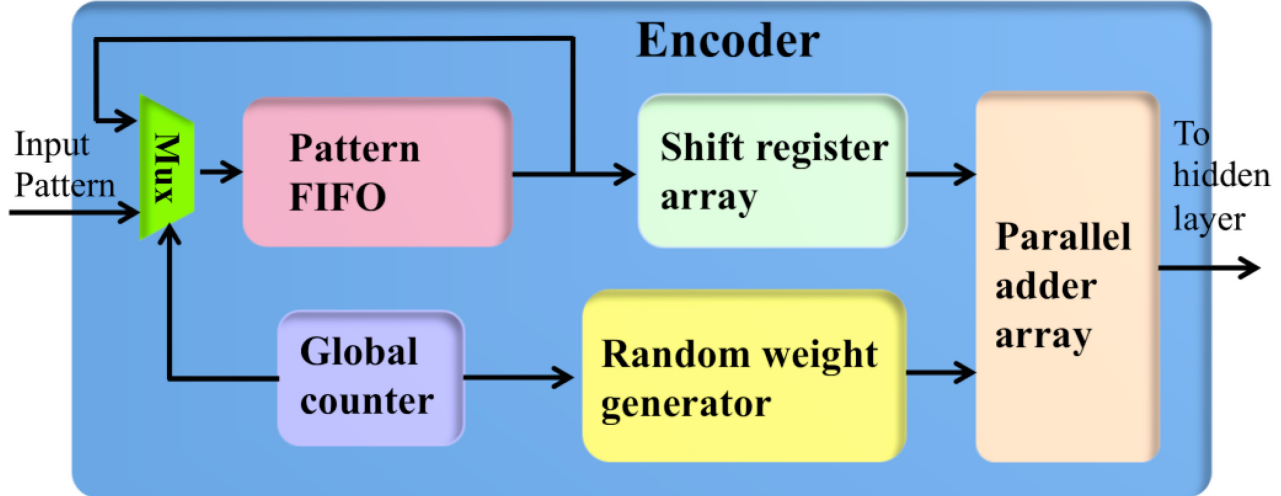 Encoder
Input
Pattern
Mux
Pattern
FIFO
Shift register
array
To
hidden
layer
Parallel
adder
array
Global
counter
Random weight
generator